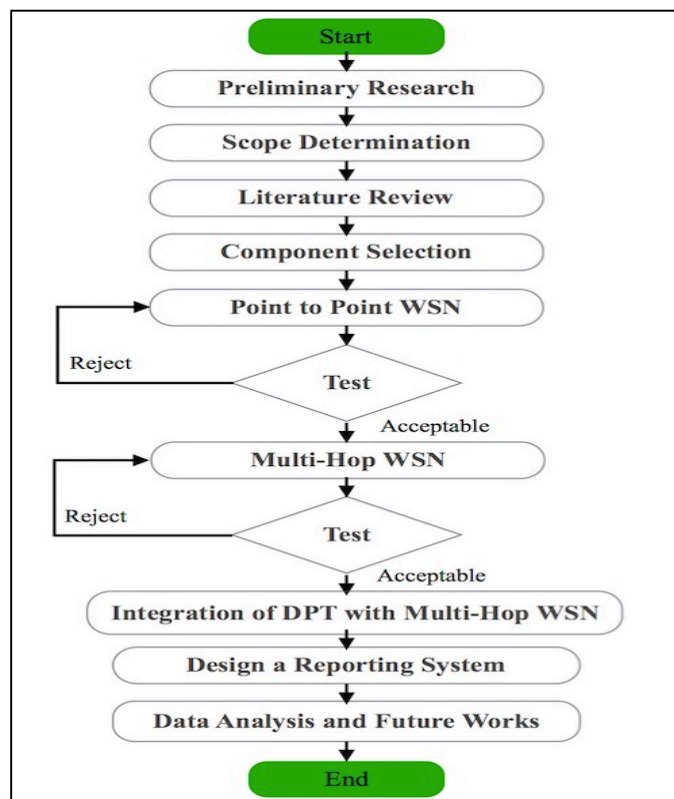 Start
Preliminary Research
Scope Determination
Literature Review
Component Selection
Point to Point WSN
Reject
Test
Acceptable
Multi-Hop WSN
Reject
Test
Acceptable
Integration of DPT with Multi-Hop WSN
Design a Reporting System
Data Analysis and Future Works
End